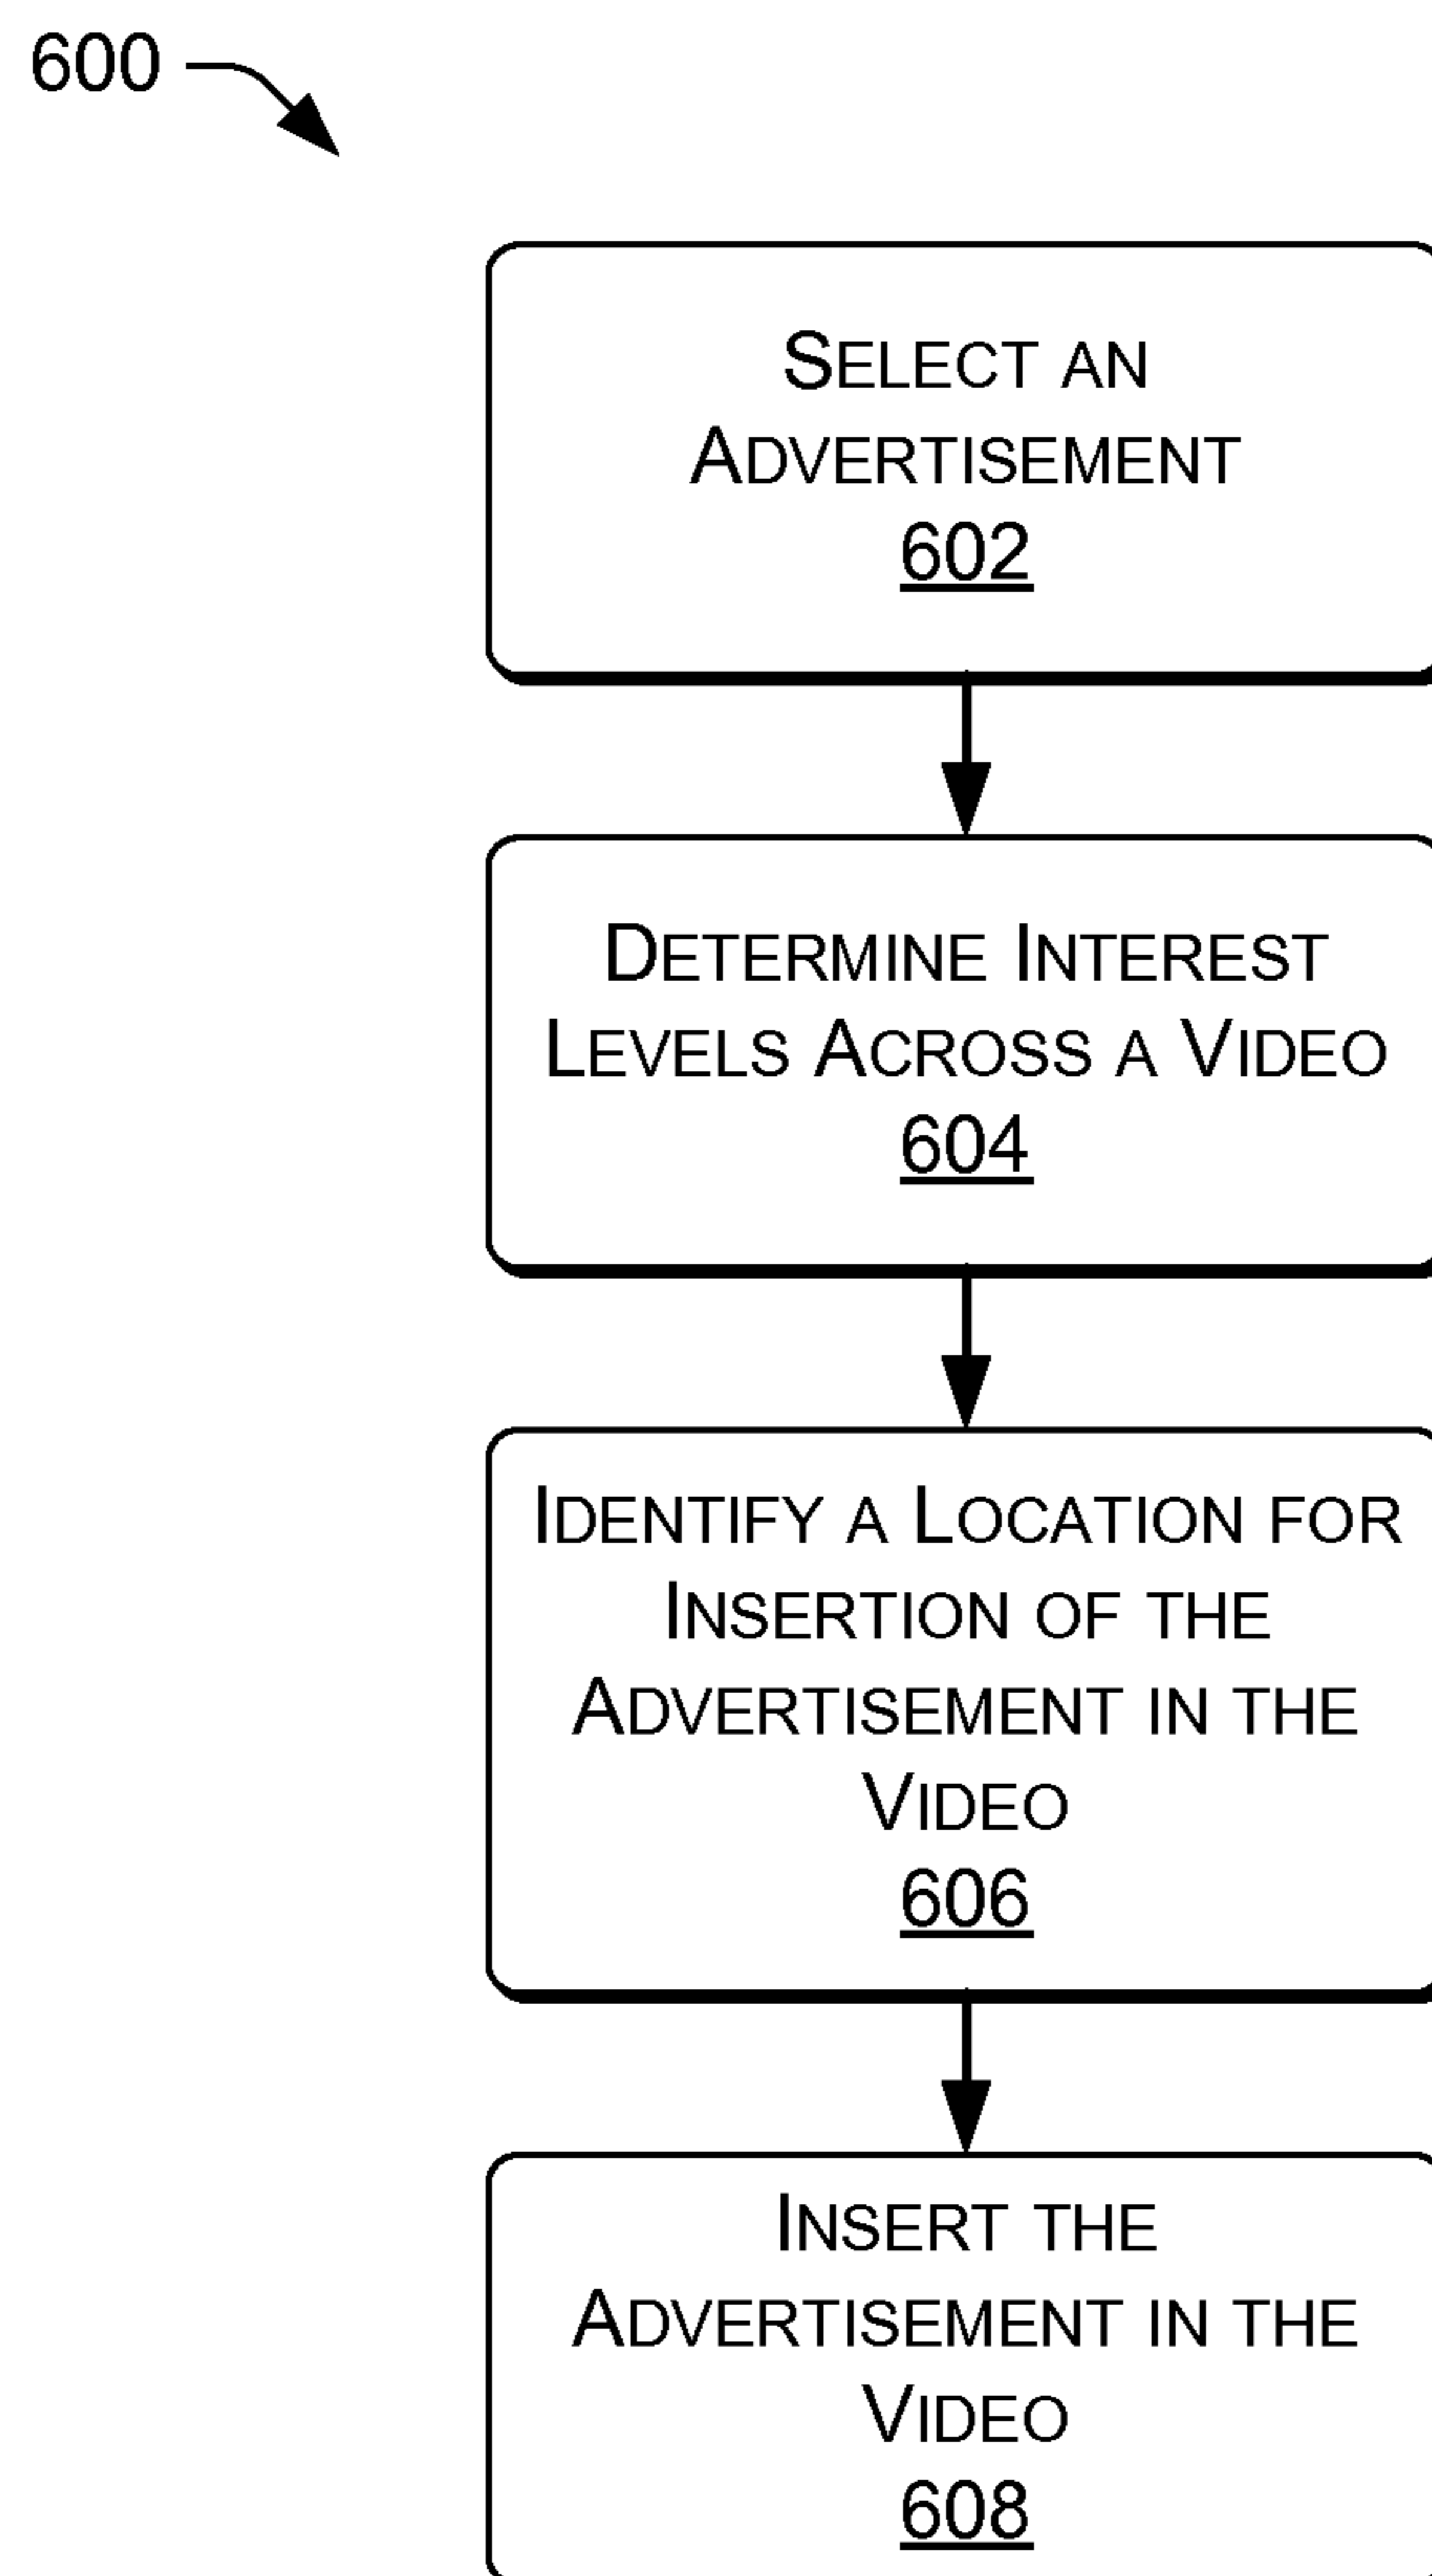 600
SELECT AN
ADVERTISEMENT
602
DETERMINE INTEREST
LEVELS ACROSS A VIDEO
604
IDENTIFY A LOCATION FOR
INSERTION OF THE
ADVERTISEMENT IN THE
VIDEO
606
INSERT THE
ADVERTISEMENT IN THE
VIDEO
608